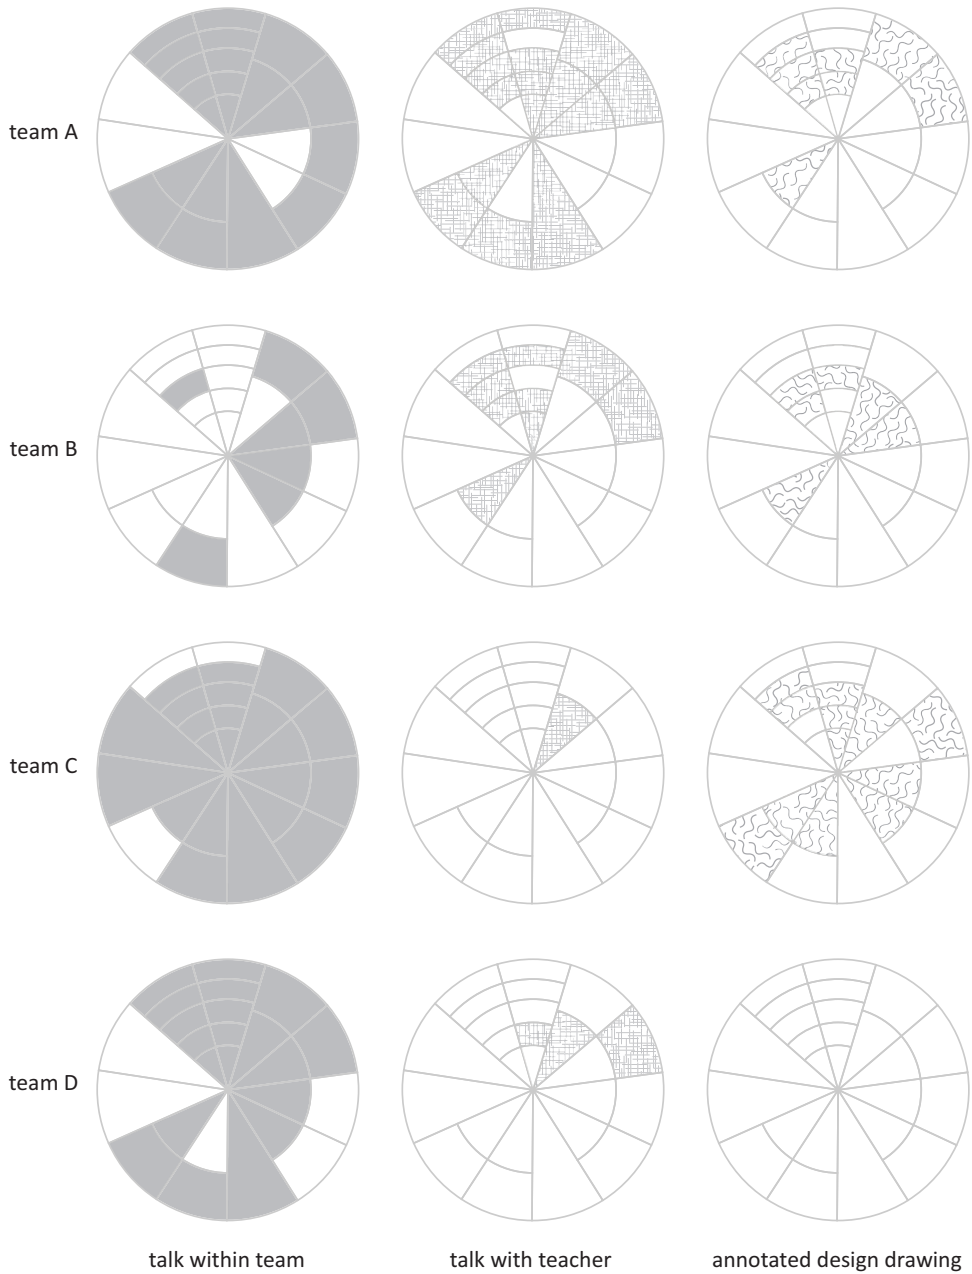 team A
team B
team C
team D
talk within team
talk with teacher
annotated design drawing